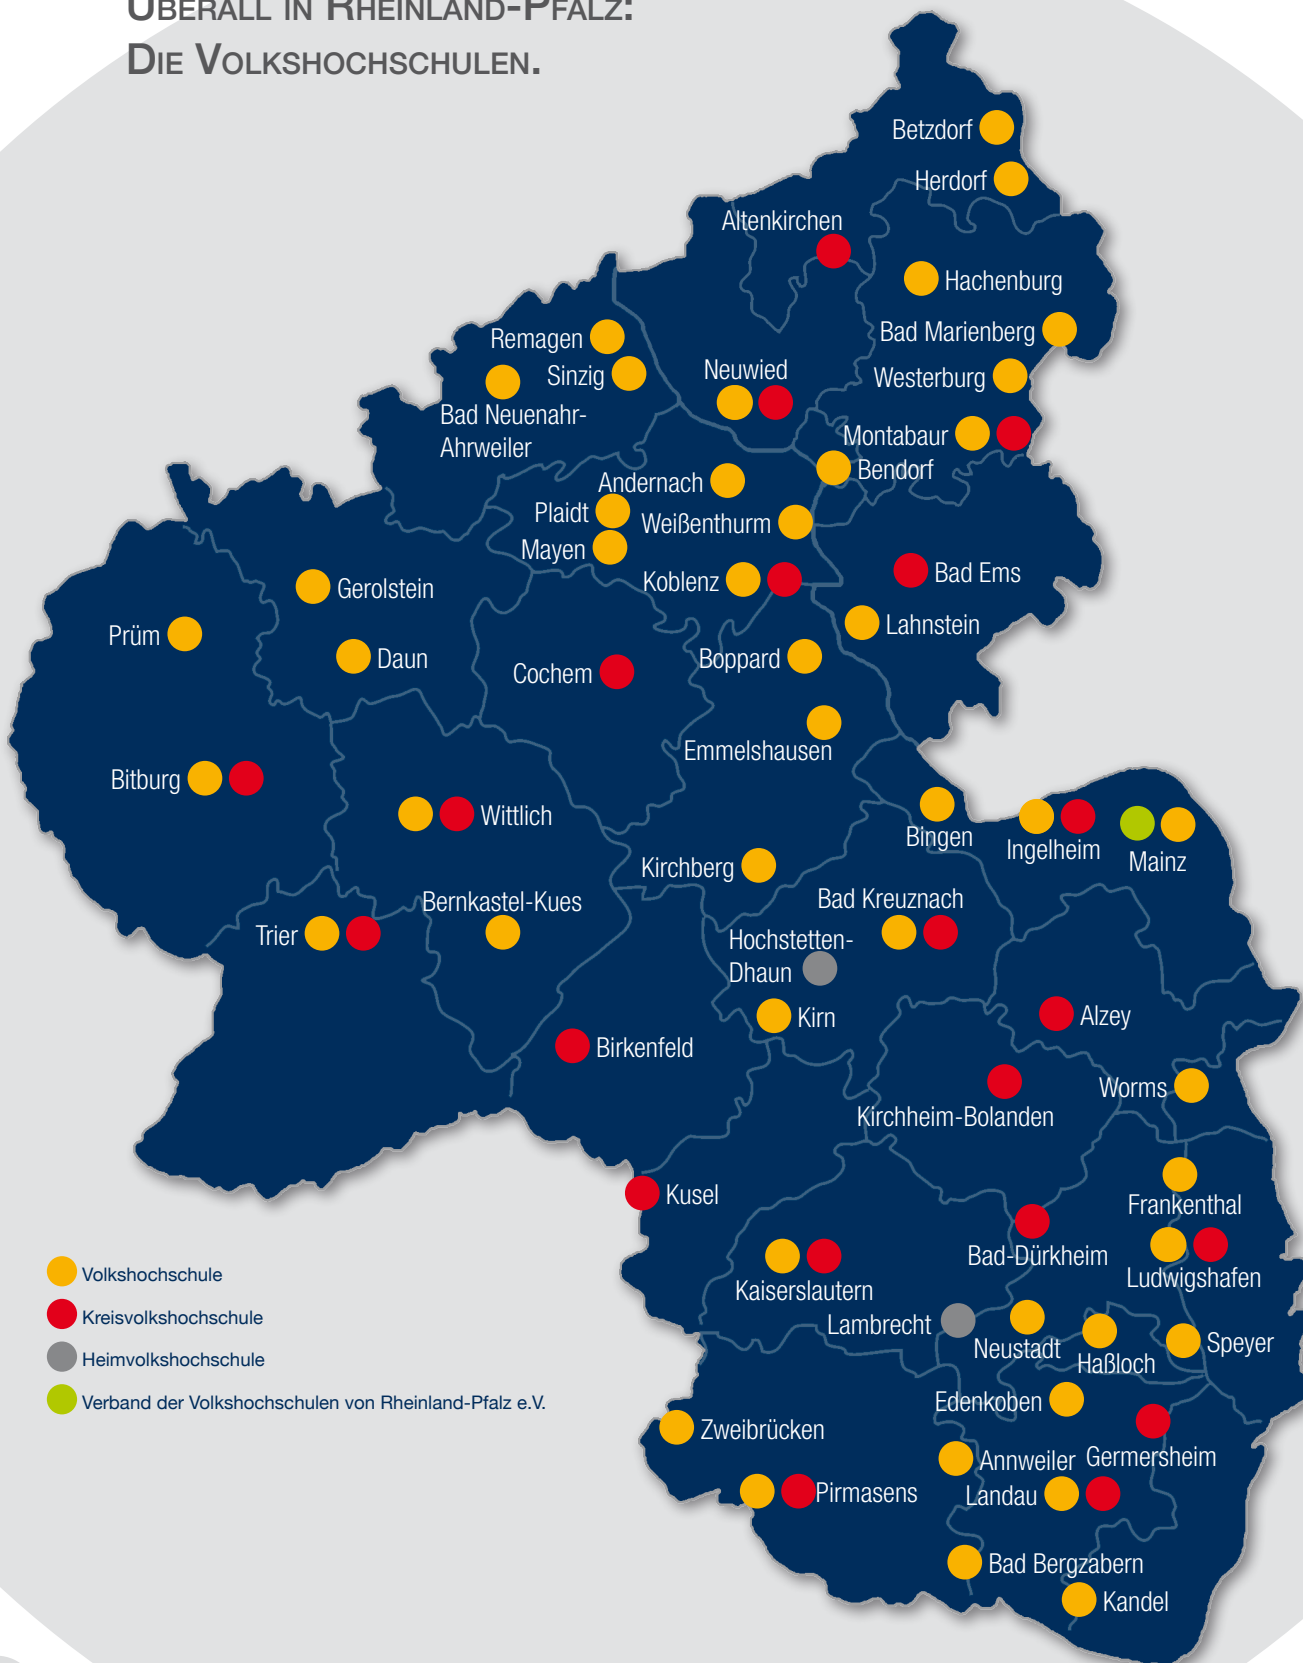 ÜBERALL IN RHEINLAND-PFALZ:
DIE VOLKSHOCHSCHULEN.
Betzdorf
Herdorf
Altenkirchen
Hachenburg
Bad Marienberg
Remagen
Sinzig
Neuwied
Westerburg
Bad Neuenahr-
Ahrweiler
Montabaur
Bendorf
Andernach
Plaidt
Weißenthurm
Mayen
Koblenz
Bad Ems
Gerolstein
Lahnstein
Prüm
Daun
Boppard
Cochem
Emmelshausen
Bitburg
Wittlich
Bingen
Ingelheim
Mainz
Kirchberg
Bernkastel-Kues
Bad Kreuznach
Trier
Hochstetten-
Dhaun
Kirn
Alzey
Birkenfeld
Worms
Kirchheim-Bolanden
Kusel
Frankenthal
Bad-Dürkheim
Ludwigshafen
Kaiserslautern
Lambrecht
Neustadt
Haßloch
Speyer
Edenkoben
Zweibrücken
Annweiler
Germersheim
Pirmasens
Landau
Bad Bergzabern
Kandel
Volkshochschule
Kreisvolkshochschule
Heimvolkshochschule
Verband der Volkshochschulen von Rheinland-Pfalz e.V.